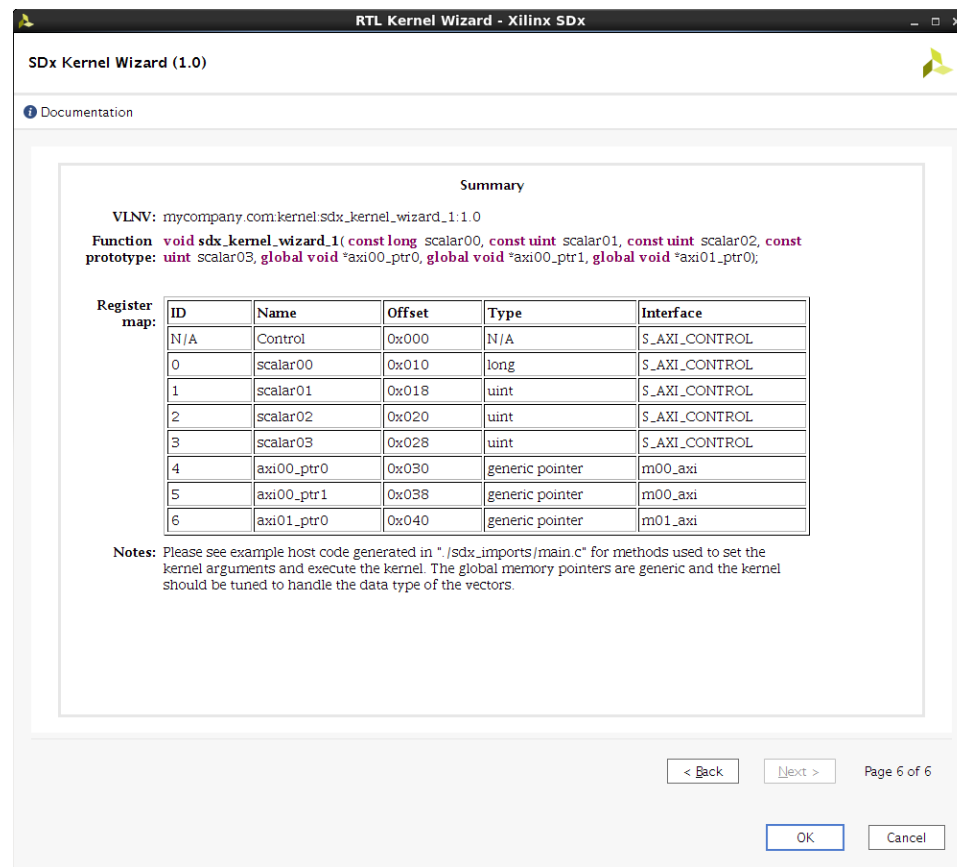 RTL Kernel Wizard - Xilinx SDx
SDx Kernel Wizard (1.0)
Documentation
Summary
VLNV: mycompany.com:kernel:sdx_kernel_wizard_1:1.0
Function prototype: void sdx_kernel_wizard_1( const long scalar00, const uint scalar01, const uint scalar02, const
uint scalar03, global void *axi00_ptr0, global void *axi00_ptr1, global void *axi01_ptr0);
Register map:
ID Name Offset Type Interface
N/A Control 0x000 N/A S_AXI_CONTROL
0 scalar00 0x010 long S_AXI_CONTROL
1 scalar01 0x018 uint S_AXI_CONTROL
2 scalar02 0x020 uint S_AXI_CONTROL
3 scalar03 0x028 uint S_AXI_CONTROL
4 axi00_ptr0 0x030 generic pointer m00_axi
5 axi00_ptr1 0x038 generic pointer m00_axi
6 axi01_ptr0 0x040 generic pointer m01_axi
Notes: Please see example host code generated in "./sdx_imports/main.c" for methods used to set the
kernel arguments and execute the kernel. The global memory pointers are generic and the kernel
should be tuned to handle the data type of the vectors.
< Back Next > Page 6 of 6
OK Cancel